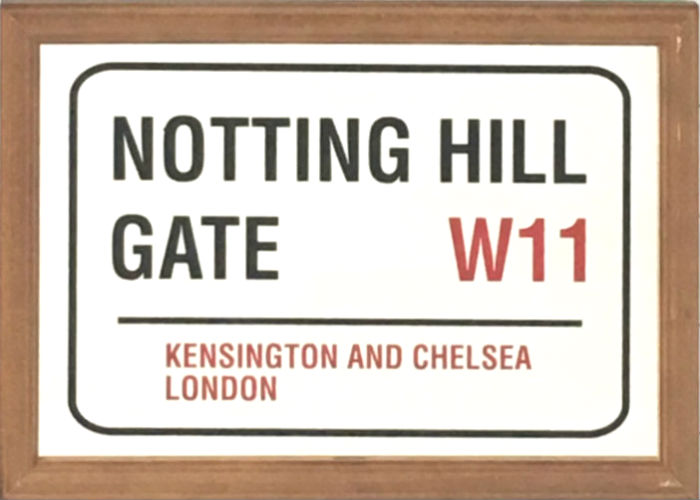 NOTTING HILL
GATE W11
KENSINGTON AND CHELSEA
LONDON